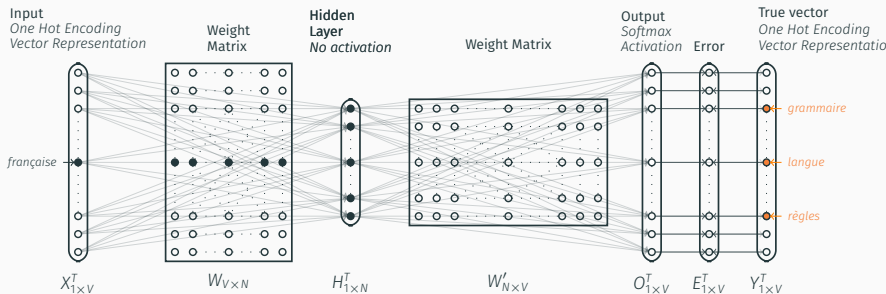 Input
One Hot Encoding
Vector Representation
Weight
Matrix
Hidden
Layer
No activation
Weight Matrix
Output
Softmax
Activation
Error
True vector
One Hot Encoding
Vector Representatio
française
grammaire
langue
règles
X^T_{1×V}
W_{V×N}
H^T_{1×N}
W'_{N×V}
O^T_{1×V}
E^T_{1×V}
Y^T_{1×V}